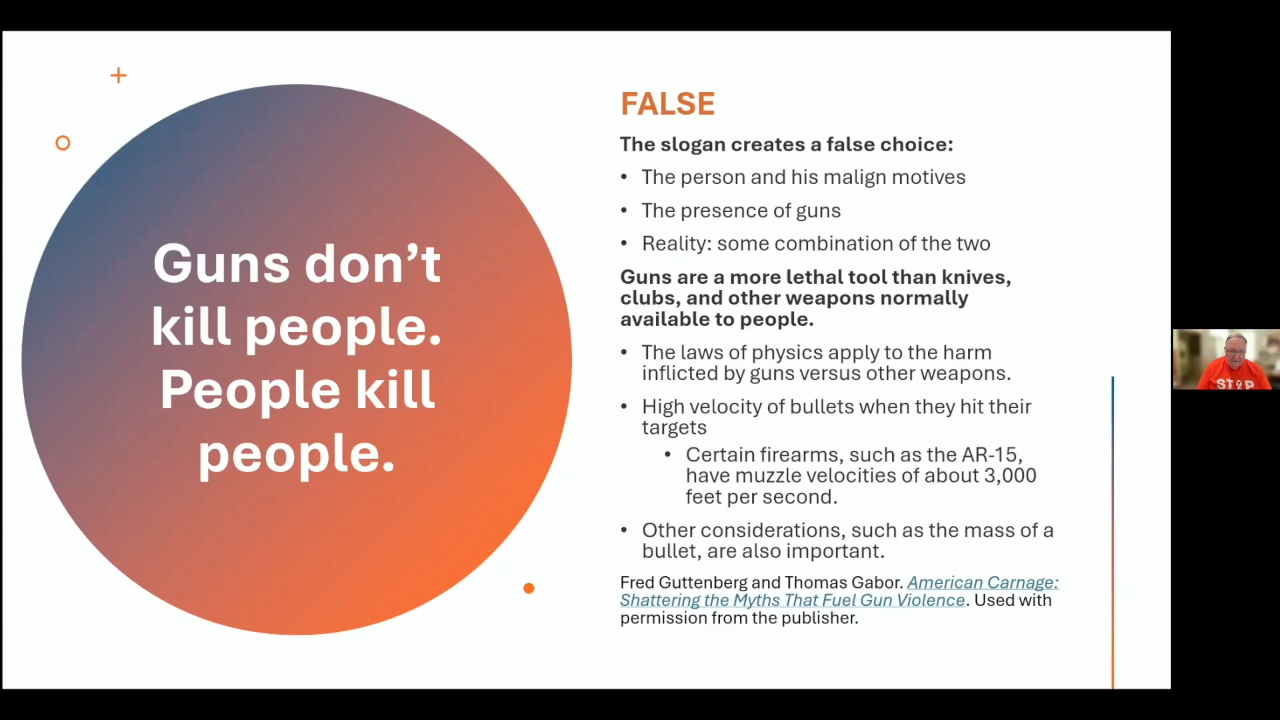 Guns don't
kill people.
People kill
people.
FALSE
The slogan creates a false choice:
• The person and his malign motives
• The presence of guns
• Reality: some combination of the two
Guns are a more lethal tool than knives,
clubs, and other weapons normally
available to people.
• The laws of physics apply to the harm
inflicted by guns versus other weapons.
• High velocity of bullets when they hit their
targets
• Certain firearms, such as the AR-15,
have muzzle velocities of about 3,000
feet per second.
• Other considerations, such as the mass of a
bullet, are also important.
Fred Guttenberg and Thomas Gabor. American Carnage:
Shattering the Myths That Fuel Gun Violence. Used with
permission from the publisher.